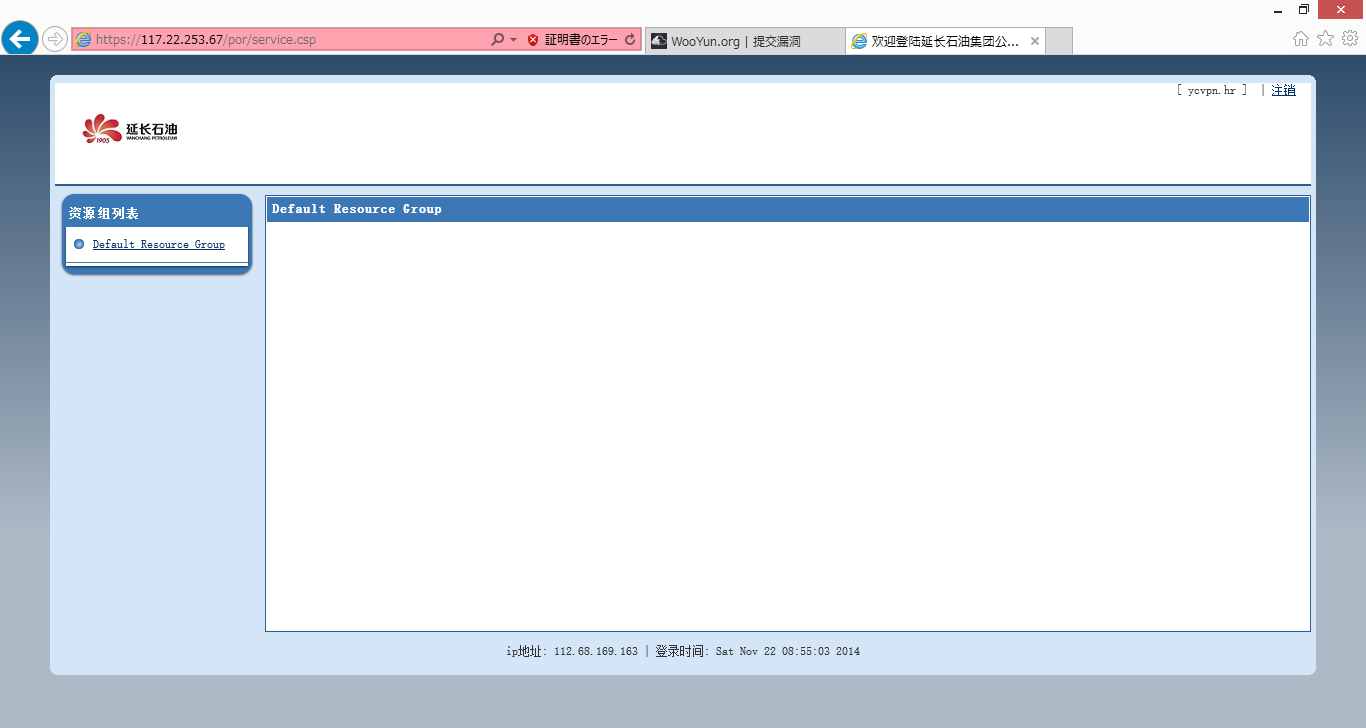 https://117.22.253.67/por/service.csp
証明書のエラー
WooYun.org | 提交漏洞
欢迎登陆延长石油集团公...
[ ycvpn.hr ] | 注销
延长石油
YANCHANG PETROLEUM
1905
资源组列表
Default Resource Group
Default Resource Group
ip地址: 112.68.169.163 | 登录时间: Sat Nov 22 08:55:03 2014